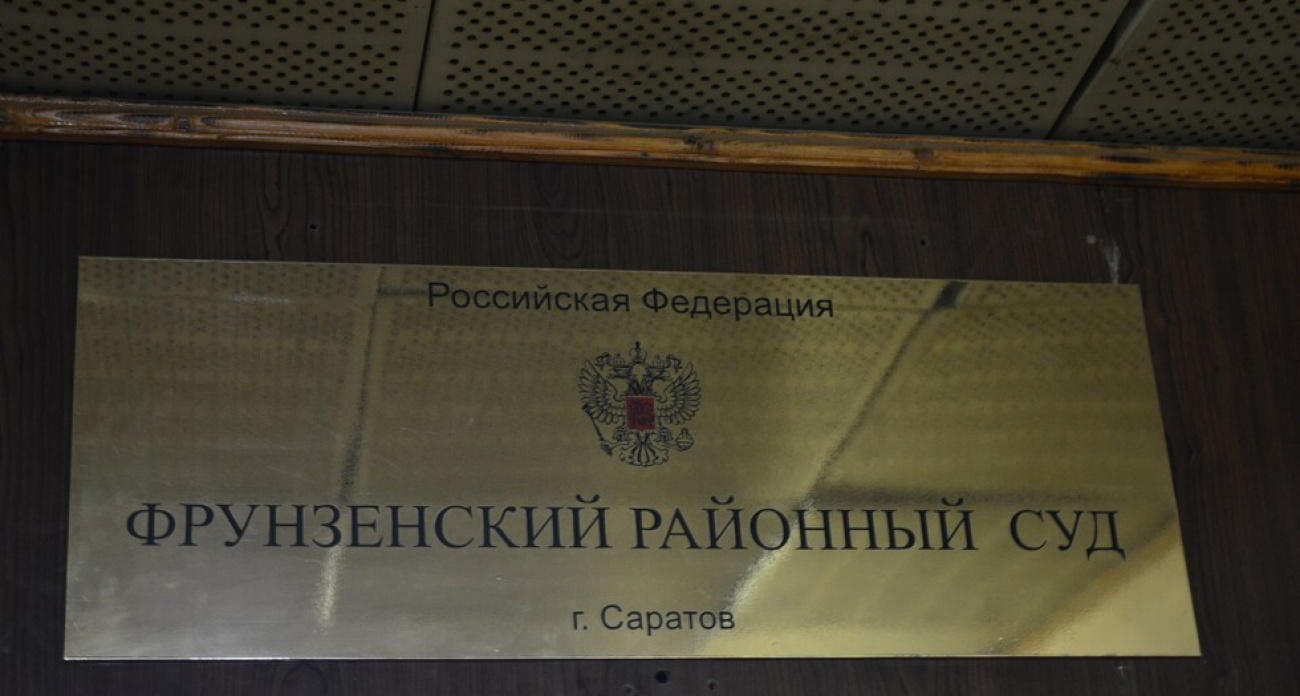 Российская Федерация
ФРУНЗЕНСКИЙ РАЙОННЫЙ СУД
г. Саратов